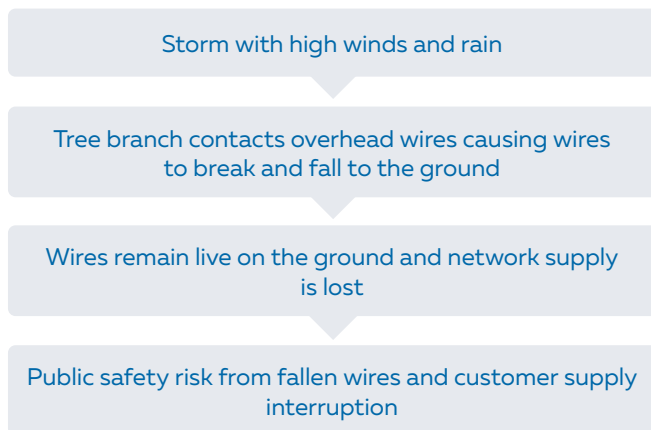 Storm with high winds and rain
Tree branch contacts overhead wires causing wires
to break and fall to the ground
Wires remain live on the ground and network supply
is lost
Public safety risk from fallen wires and customer supply
interruption